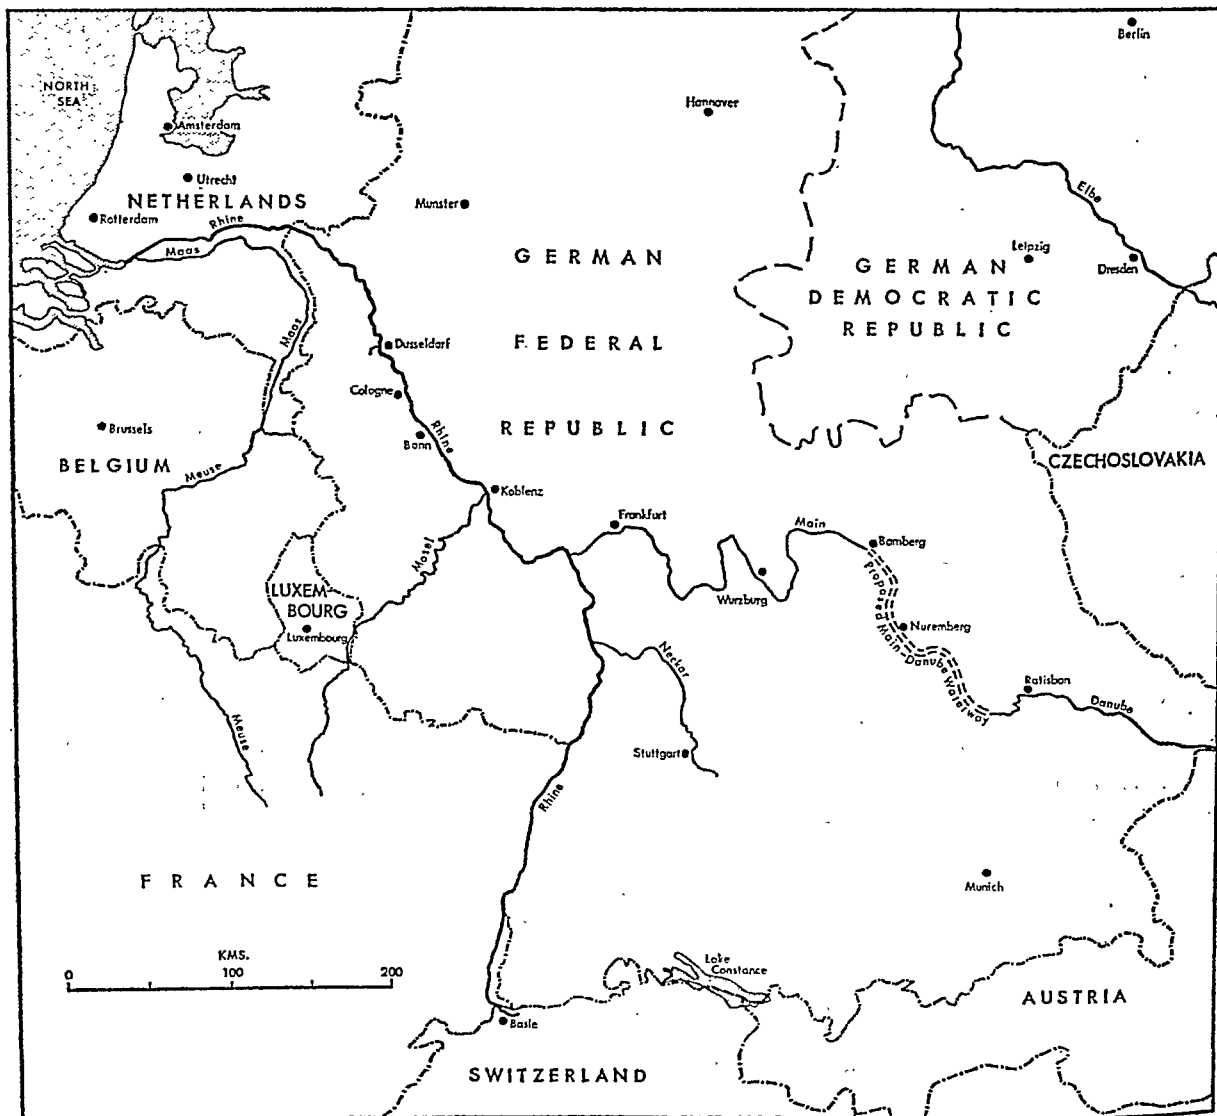 Berlin
NORTH
SEA
Hannover
Amsterdam
Utrecht
NETHERLANDS
Elbe
Munster
Rotterdam
Rhine
Maas
GERMAN
Leipzig
GERMAN
Dresden
DEMOCRATIC
REPUBLIC
Maas
Dusseldorf
FEDERAL
Cologne
Brussels
Bonn
Rhine
REPUBLIC
BELGIUM
Meuse
CZECHOSLOVAKIA
Koblenz
Frankfurt
Main
Mosel
Bamberg
LUXEM-
BOURG
Luxembourg
Wurzburg
Proposed Main-Danube Waterway
Nuremberg
Neckar
Ratisbon
Danube
Meuse
Stuttgart
Rhine
FRANCE
Munich
KMS.
0 100 200
Lake
Constance
AUSTRIA
Basle
SWITZERLAND